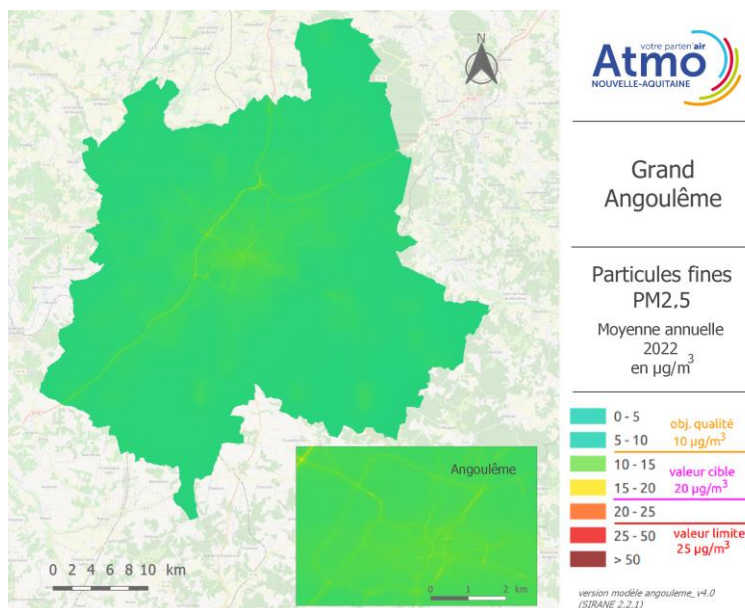 N
votre parten'air
Atmo
NOUVELLE-AQUITAINE
Grand
Angoulême
Particules fines
PM2,5
Moyenne annuelle
2022
en µg/m³
0 - 5
5 - 10
obj. qualité
10 µg/m³
10 - 15
15 - 20
valeur cible
20 µg/m³
20 - 25
25 - 50
valeur limite
25 µg/m³
> 50
version modèle angouleme_v4.0
(SIRANE 2.2.1)
Angoulême
0 2 4 6 8 10 km
0 1 2 km